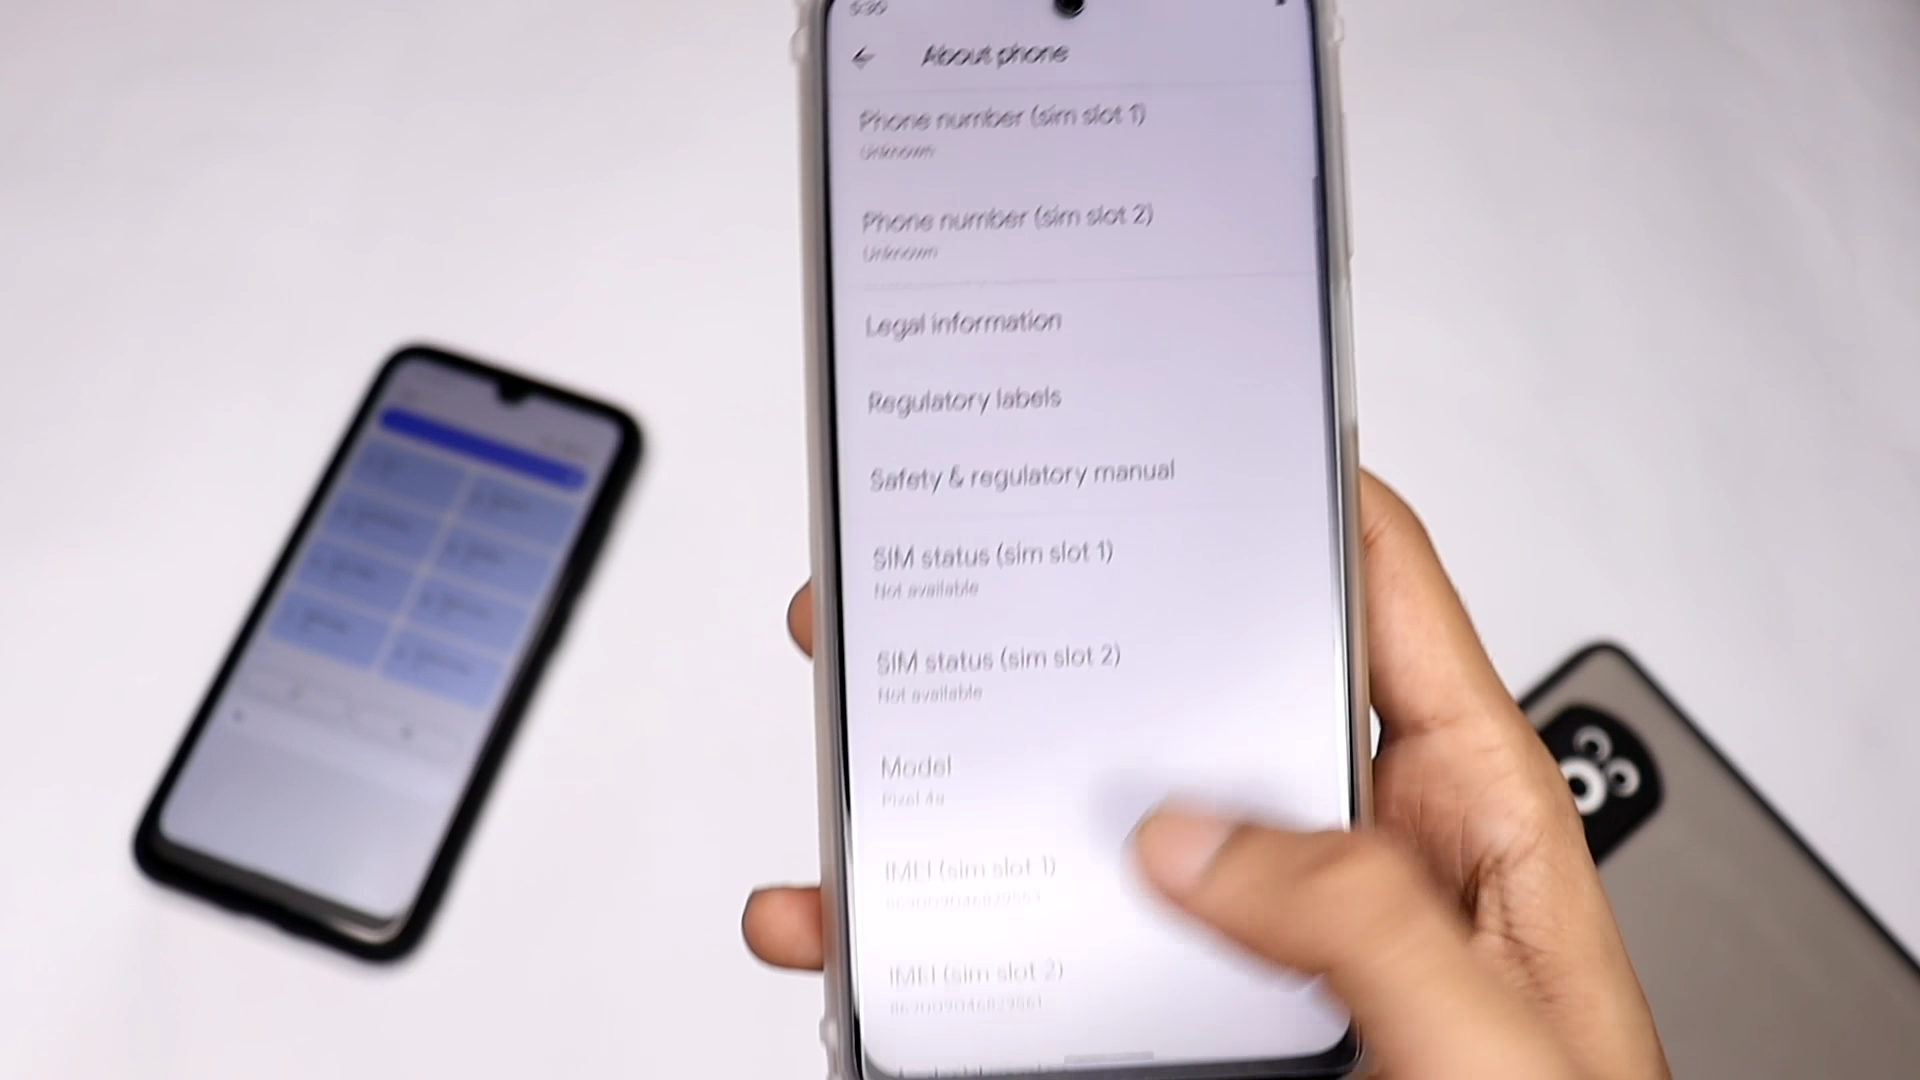 About phone
Phone number (sim slot 1)
Unknown
Phone number (sim slot 2)
Unknown
Legal information
Regulatory labels
Safety & regulatory manual
SIM status (sim slot 1)
Not available
SIM status (sim slot 2)
Not available
Model
Pixel
IMEI (sim slot 1)
IMEI (sim slot 2)